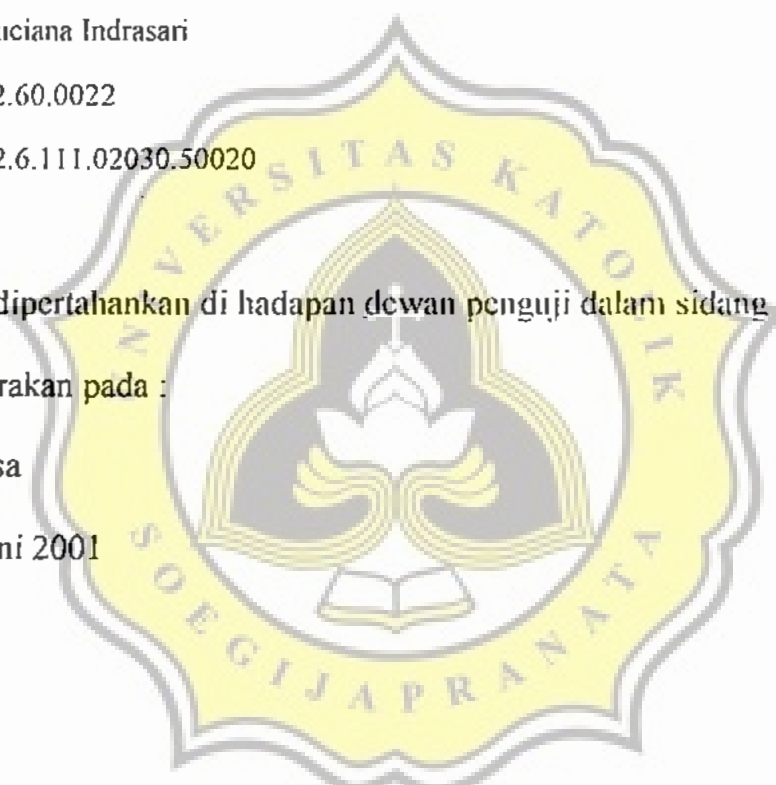 uciana Indrasari
2.60.0022
2.6.111.02030.50020
dipertahankan di hadapan dewan penguji dalam sidang
rakan pada :
sa
ni 2001
UNIVERSITAS KATOLIK
SOEGIJAPRANATA